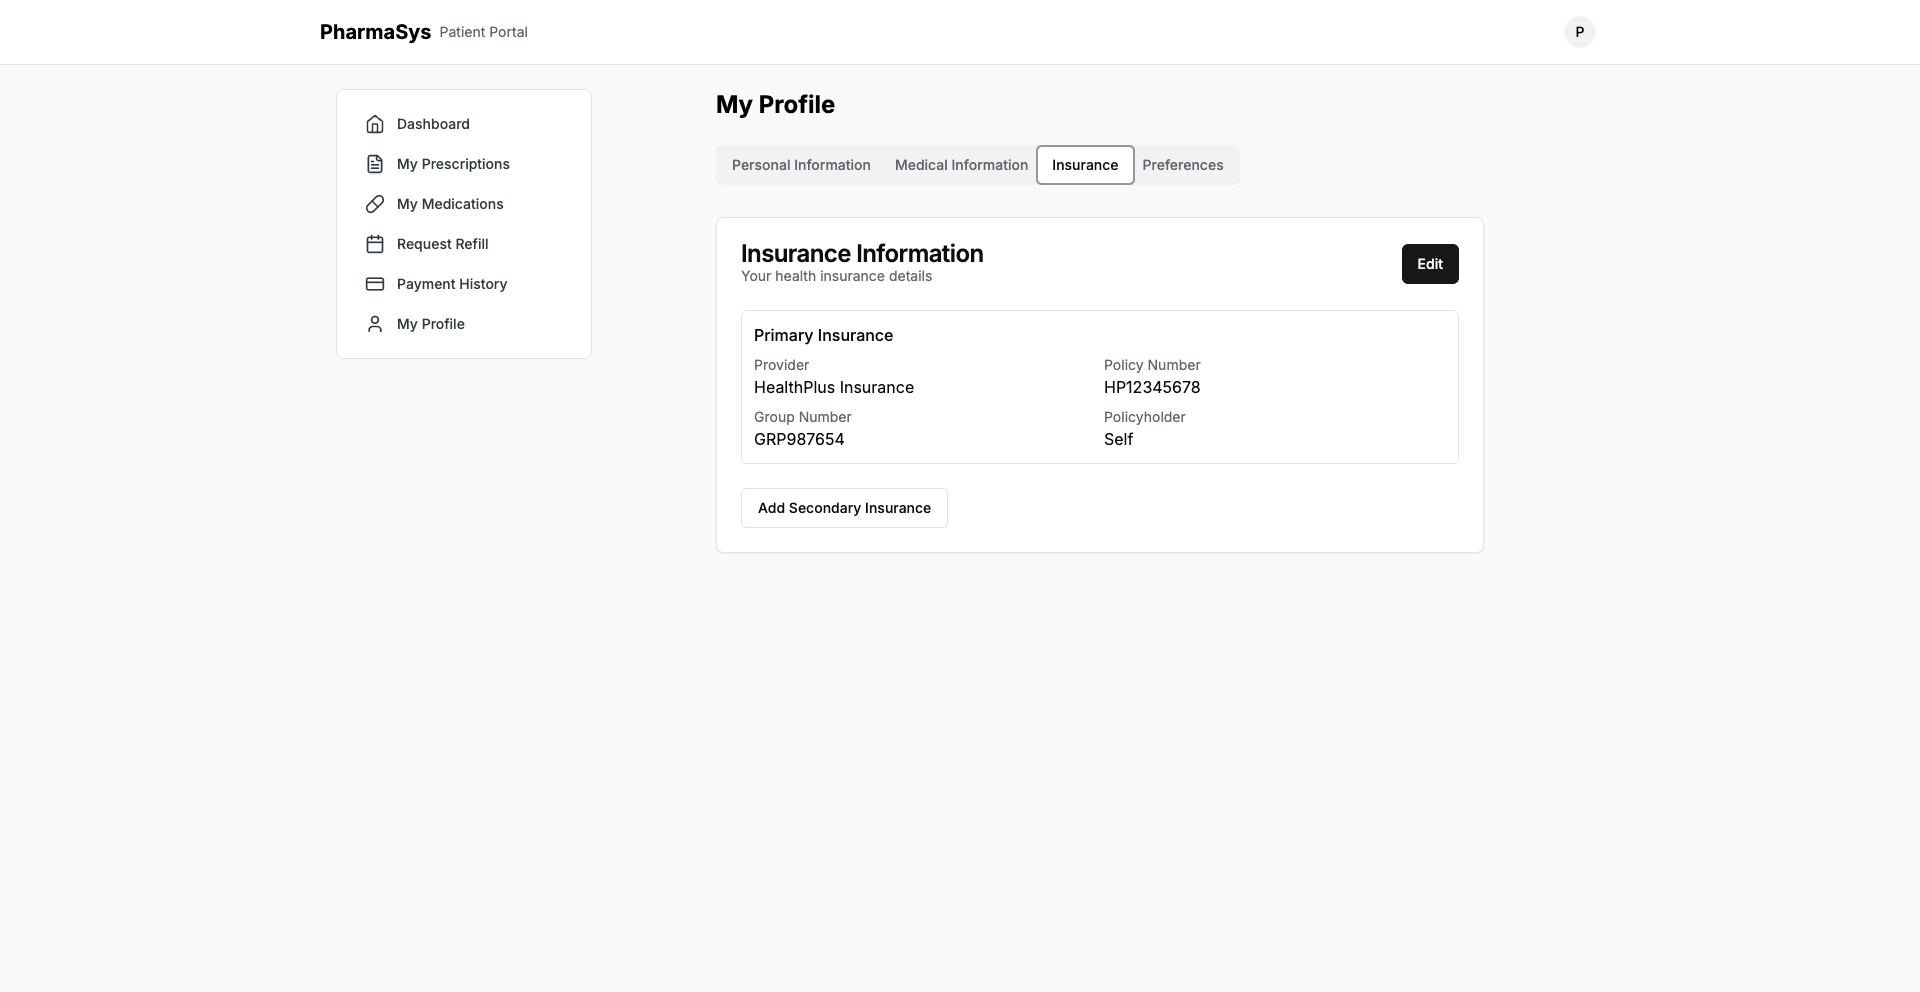 PharmaSys Patient Portal
P
Dashboard
My Prescriptions
My Medications
Request Refill
Payment History
My Profile
My Profile
Personal Information
Medical Information
Insurance
Preferences
Insurance Information
Your health insurance details
Edit
Primary Insurance
Provider
HealthPlus Insurance
Policy Number
HP12345678
Group Number
GRP987654
Policyholder
Self
Add Secondary Insurance